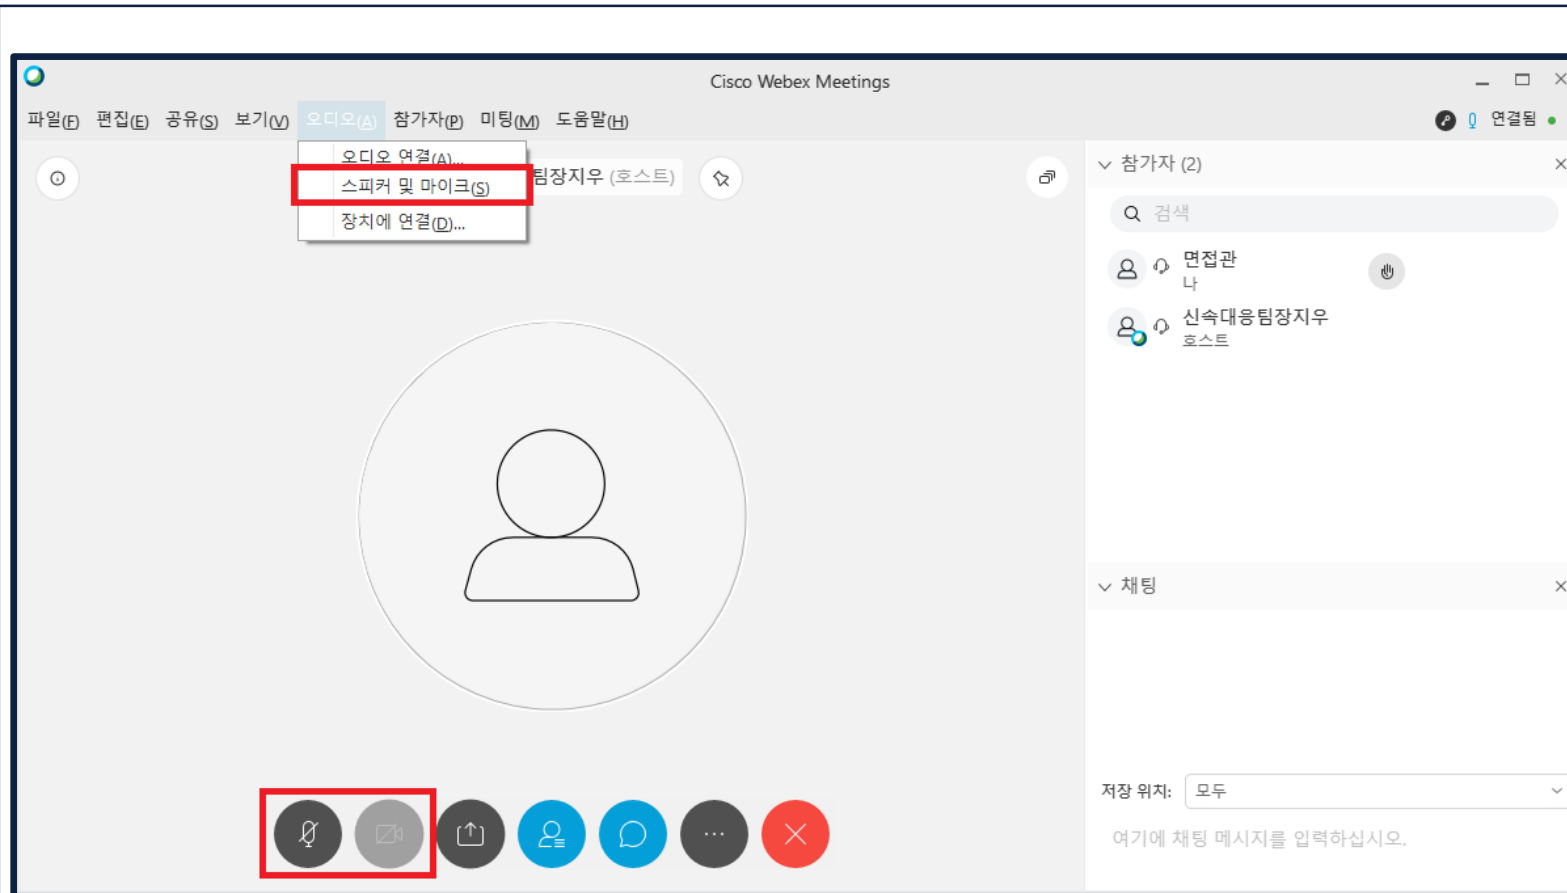 Cisco Webex Meetings
파일(F) 편집(E) 공유(S) 보기(V) 오디오(A) 참가자(P) 미팅(M) 도움말(H)
연결됨
오디오 연결(A)...
스피커 및 마이크(S)
장치에 연결(D)...
팀장지우 (호스트)
참가자 (2)
검색
면접관
나
신속대응팀장지우
호스트
채팅
저장 위치: 모두
여기에 채팅 메시지를 입력하십시오.